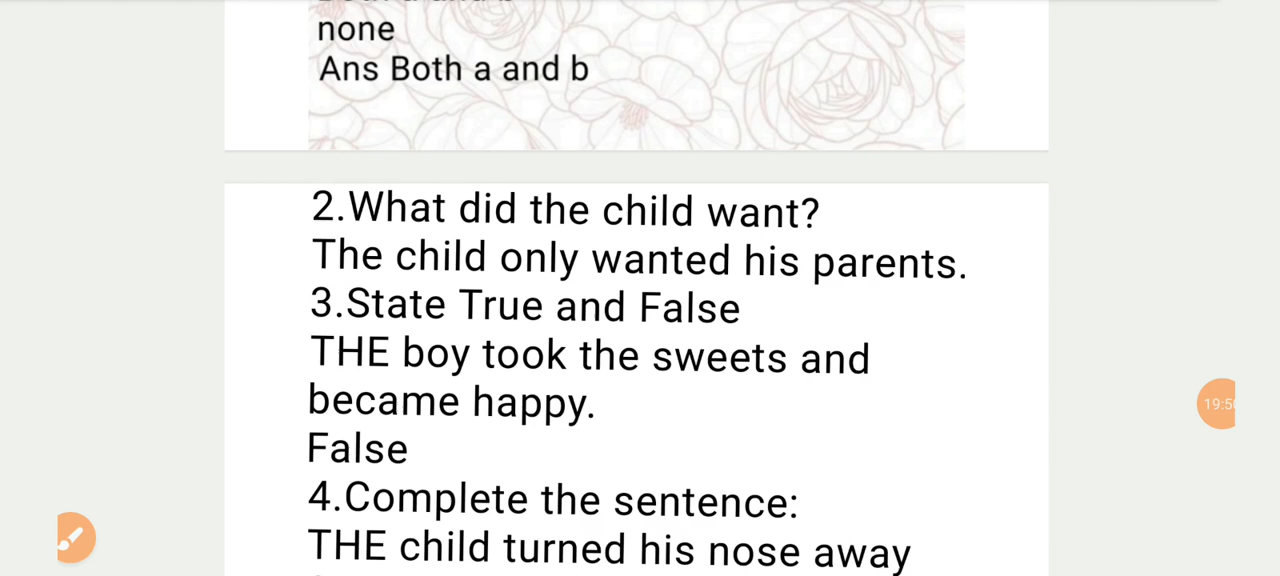 none
Ans Both a and b
2.What did the child want?
The child only wanted his parents.
3.State True and False
THE boy took the sweets and
became happy.
False
4.Complete the sentence:
THE child turned his nose away